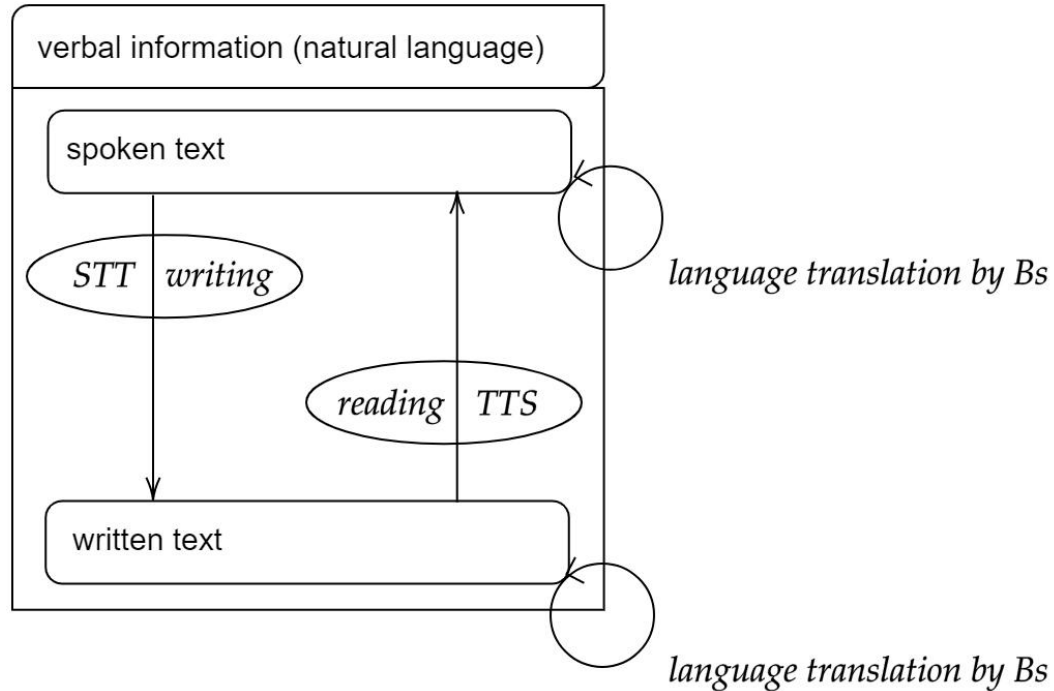 verbal information (natural language)
spoken text
STT writing
language translation by Bs
reading TTS
written text
language translation by Bs